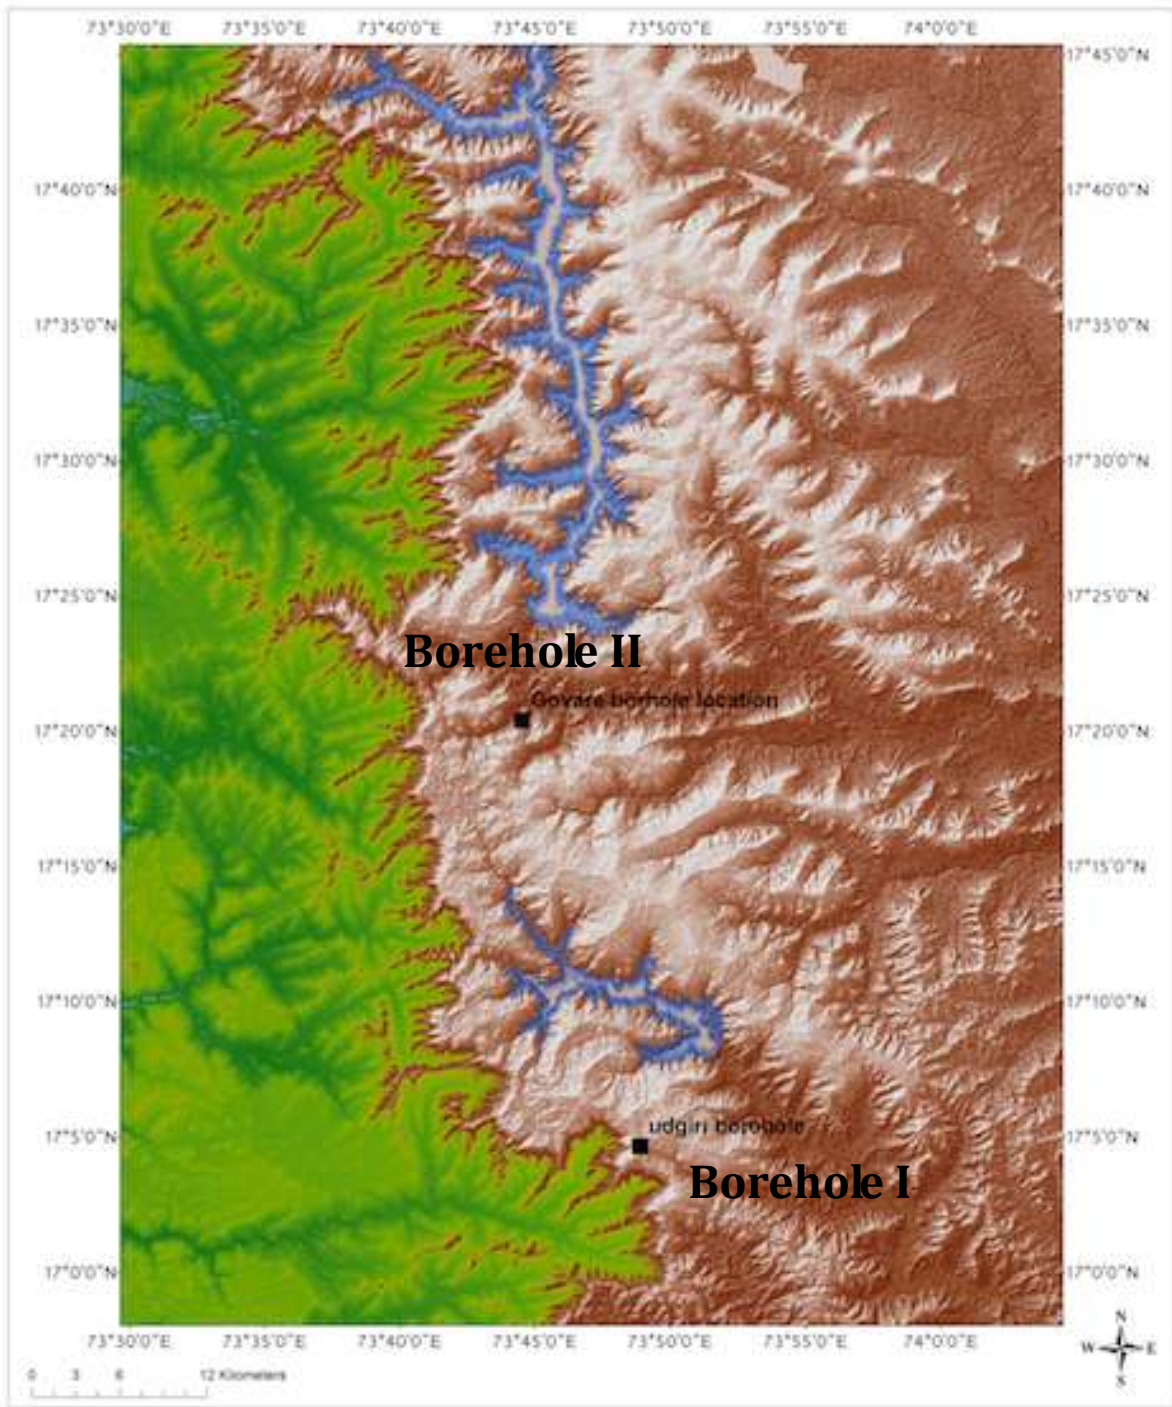 73°30'0"E 73°35'0"E 73°40'0"E 73°45'0"E 73°50'0"E 73°55'0"E 74°0'0"E
17°45'0"N
17°40'0"N 17°40'0"N
17°35'0"N 17°35'0"N
17°30'0"N 17°30'0"N
17°25'0"N 17°25'0"N
Borehole II
Govare borhole location
17°20'0"N 17°20'0"N
17°15'0"N 17°15'0"N
17°10'0"N 17°10'0"N
udgiri borohole
17°5'0"N 17°5'0"N
Borehole I
17°0'0"N 17°0'0"N
73°30'0"E 73°35'0"E 73°40'0"E 73°45'0"E 73°50'0"E 73°55'0"E 74°0'0"E
N
W E
S
0 3 6 12 Kilometers